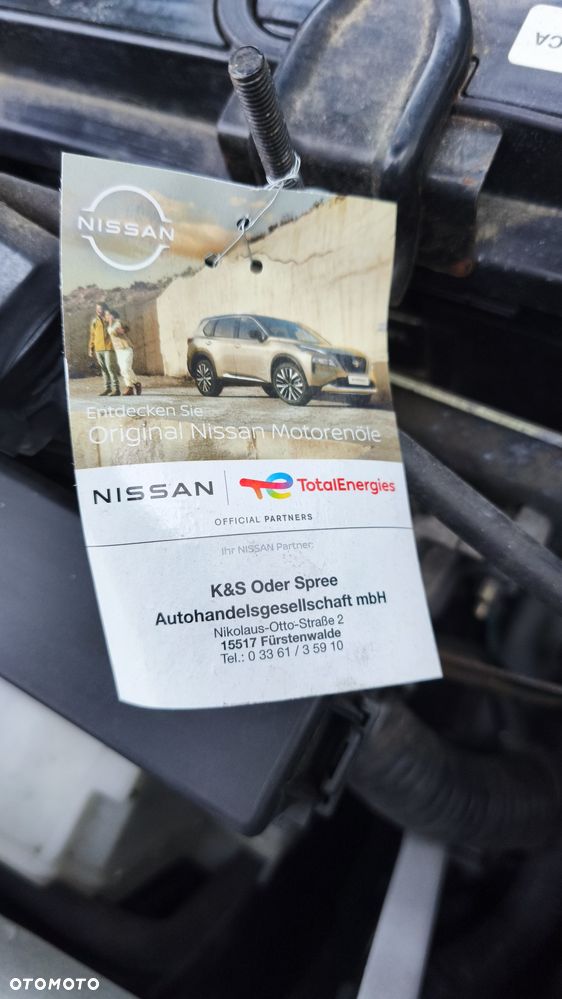 CA
NISSAN
Entdecken Sie
Original Nissan Motorenöle
NISSAN | TotalEnergies
OFFICIAL PARTNERS
Ihr NISSAN Partner:
K&S Oder Spree
Autohandelsgesellschaft mbH
Nikolaus-Otto-Straße 2
15517 Fürstenwalde
Tel.: 0 33 61 / 3 59 10
OTOMOTO